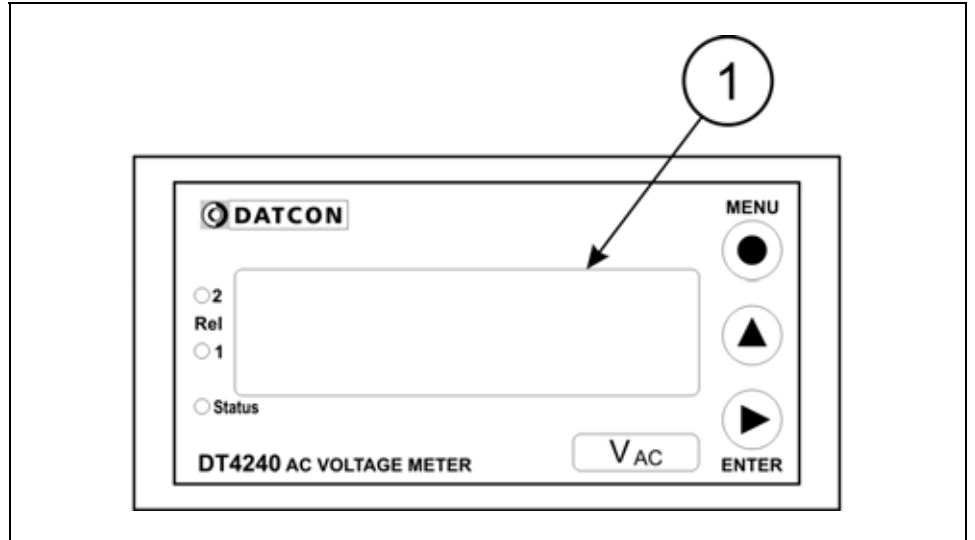 1
DATCON
MENU
2
Rel
1
Status
DT4240 AC VOLTAGE METER
VAC
ENTER